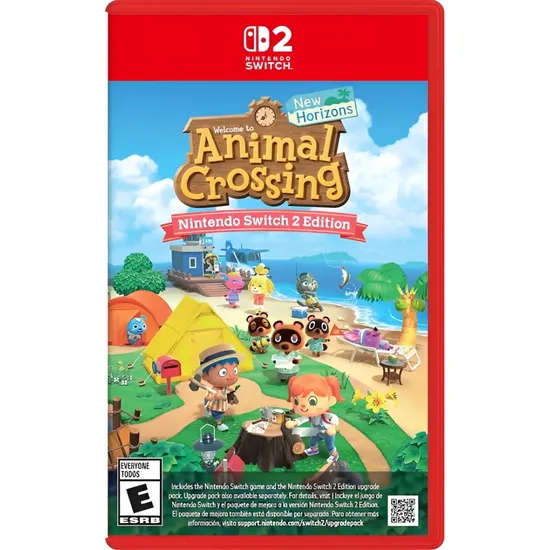 2
NINTENDO
SWITCH™
New
Horizons
Welcome to
Animal
Crossing
Nintendo Switch 2 Edition
EVERYONE
TODOS
E
ESRB
Includes the Nintendo Switch game and the Nintendo Switch 2 Edition upgrade
pack. Upgrade pack also available separately. For details, visit | Incluye el juego de
Nintendo Switch y el paquete de mejora a la versión Nintendo Switch 2 Edition.
El paquete de mejora también está disponible por separado. Para obtener más
información, visita support.nintendo.com/switch2/upgradepack